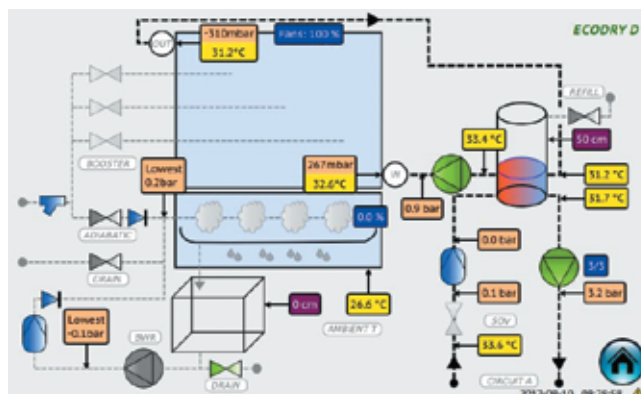 ECODRY D
OUT
-310mbar
31.2°C
Fans: 100 %
REFILL
50 cm
BOOSTER
Lowest
0.2bar
267mbar
32.6°C
IN
33.4 °C
31.2 °C
31.7 °C
0.9 bar
ADIABATIC
0.0 %
0.0 bar
3/3
DRAIN
0 cm
26.6 °C
AMBIENT T
0.1 bar
3.2 bar
Lowest
-0.1bar
SOV
BWR
33.6 °C
DRAIN
CIRCUIT A